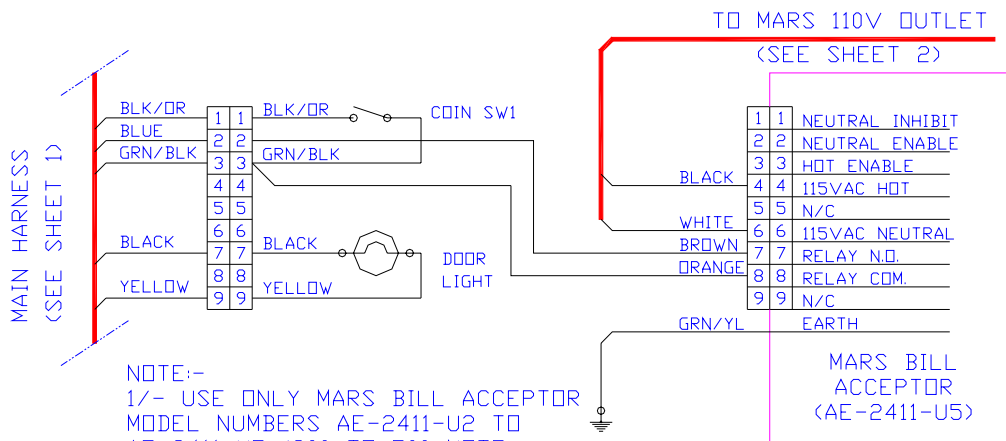 TO MARS 110V OUTLET
(SEE SHEET 2)
MAIN HARNESS
(SEE SHEET 1)
BLK/OR
BLUE
GRN/BLK
BLACK
YELLOW
1 1
2 2
3 3
4 4
5 5
6 6
7 7
8 8
9 9
BLK/OR
GRN/BLK
BLACK
YELLOW
COIN SW1
DOOR
LIGHT
BLACK
WHITE
BROWN
ORANGE
GRN/YL
1 1 NEUTRAL INHIBIT
2 2 NEUTRAL ENABLE
3 3 HOT ENABLE
4 4 115VAC HOT
5 5 N/C
6 6 115VAC NEUTRAL
7 7 RELAY N.O.
8 8 RELAY COM.
9 9 N/C
EARTH
MARS BILL
ACCEPTOR
(AE-2411-U5)
NOTE:-
1/- USE ONLY MARS BILL ACCEPTOR
MODEL NUMBERS AE-2411-U2 TO